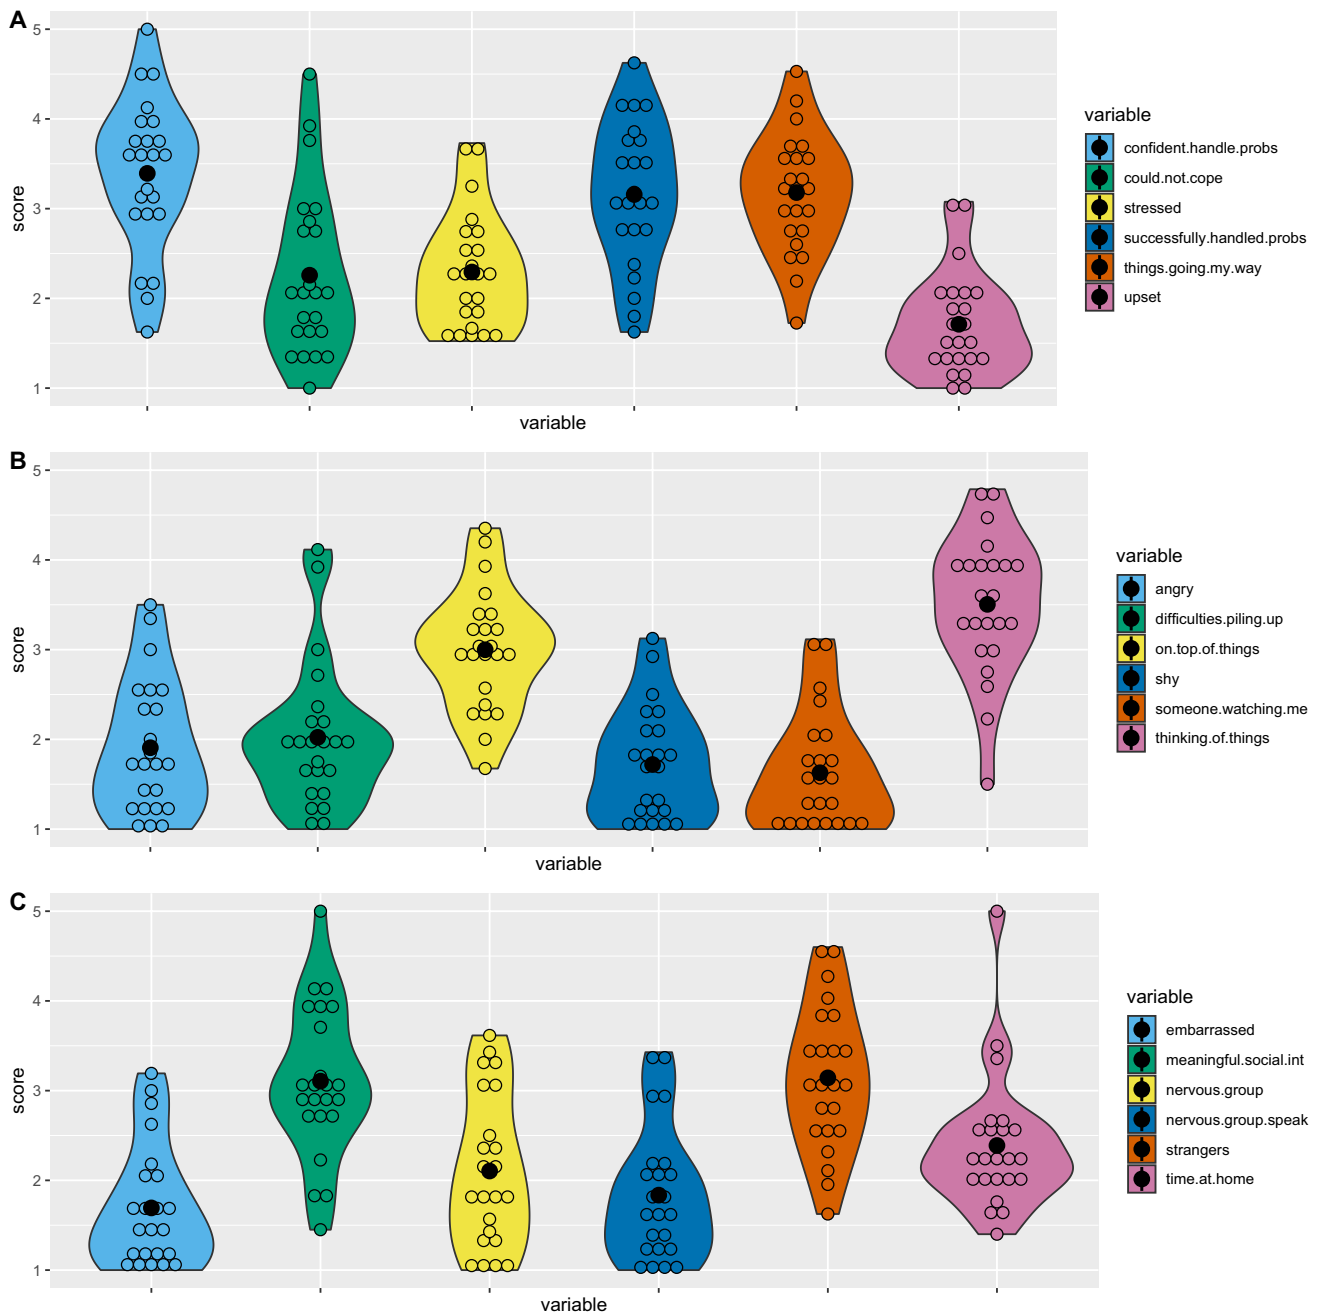 A
5
4
3
2
1
score
variable
variable
confident.handle.probs
could.not.cope
stressed
successfully.handled.probs
things.going.my.way
upset
B
5
4
3
2
1
score
variable
variable
angry
difficulties.piling.up
on.top.of.things
shy
someone.watching.me
thinking.of.things
C
5
4
3
2
1
score
variable
variable
embarrassed
meaningful.social.int
nervous.group
nervous.group.speak
strangers
time.at.home